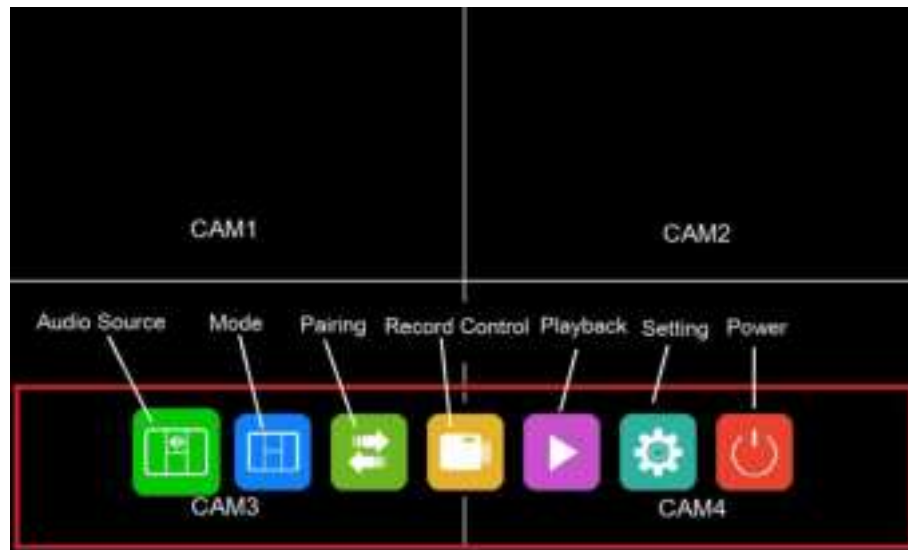 CAM1
CAM2
Audio Source Mode Pairing Record Control Playback Setting Power
CAM3
CAM4